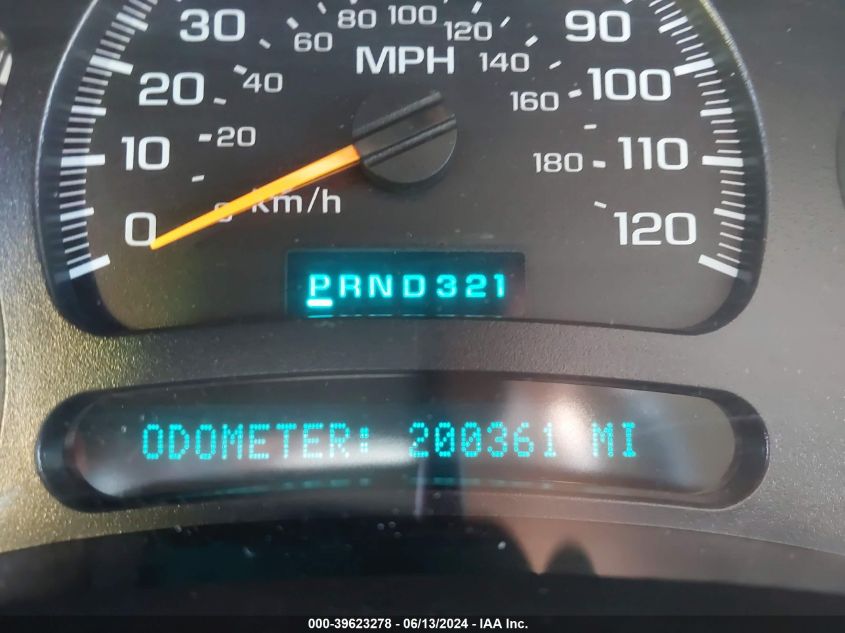 80 100
30 60 120 90
MPH 140
20 40 160 100
10 20 180 110
0 km/h 120
PRND321
ODOMETER: 200361 MI
000-39623278 - 06/13/2024 - IAA Inc.